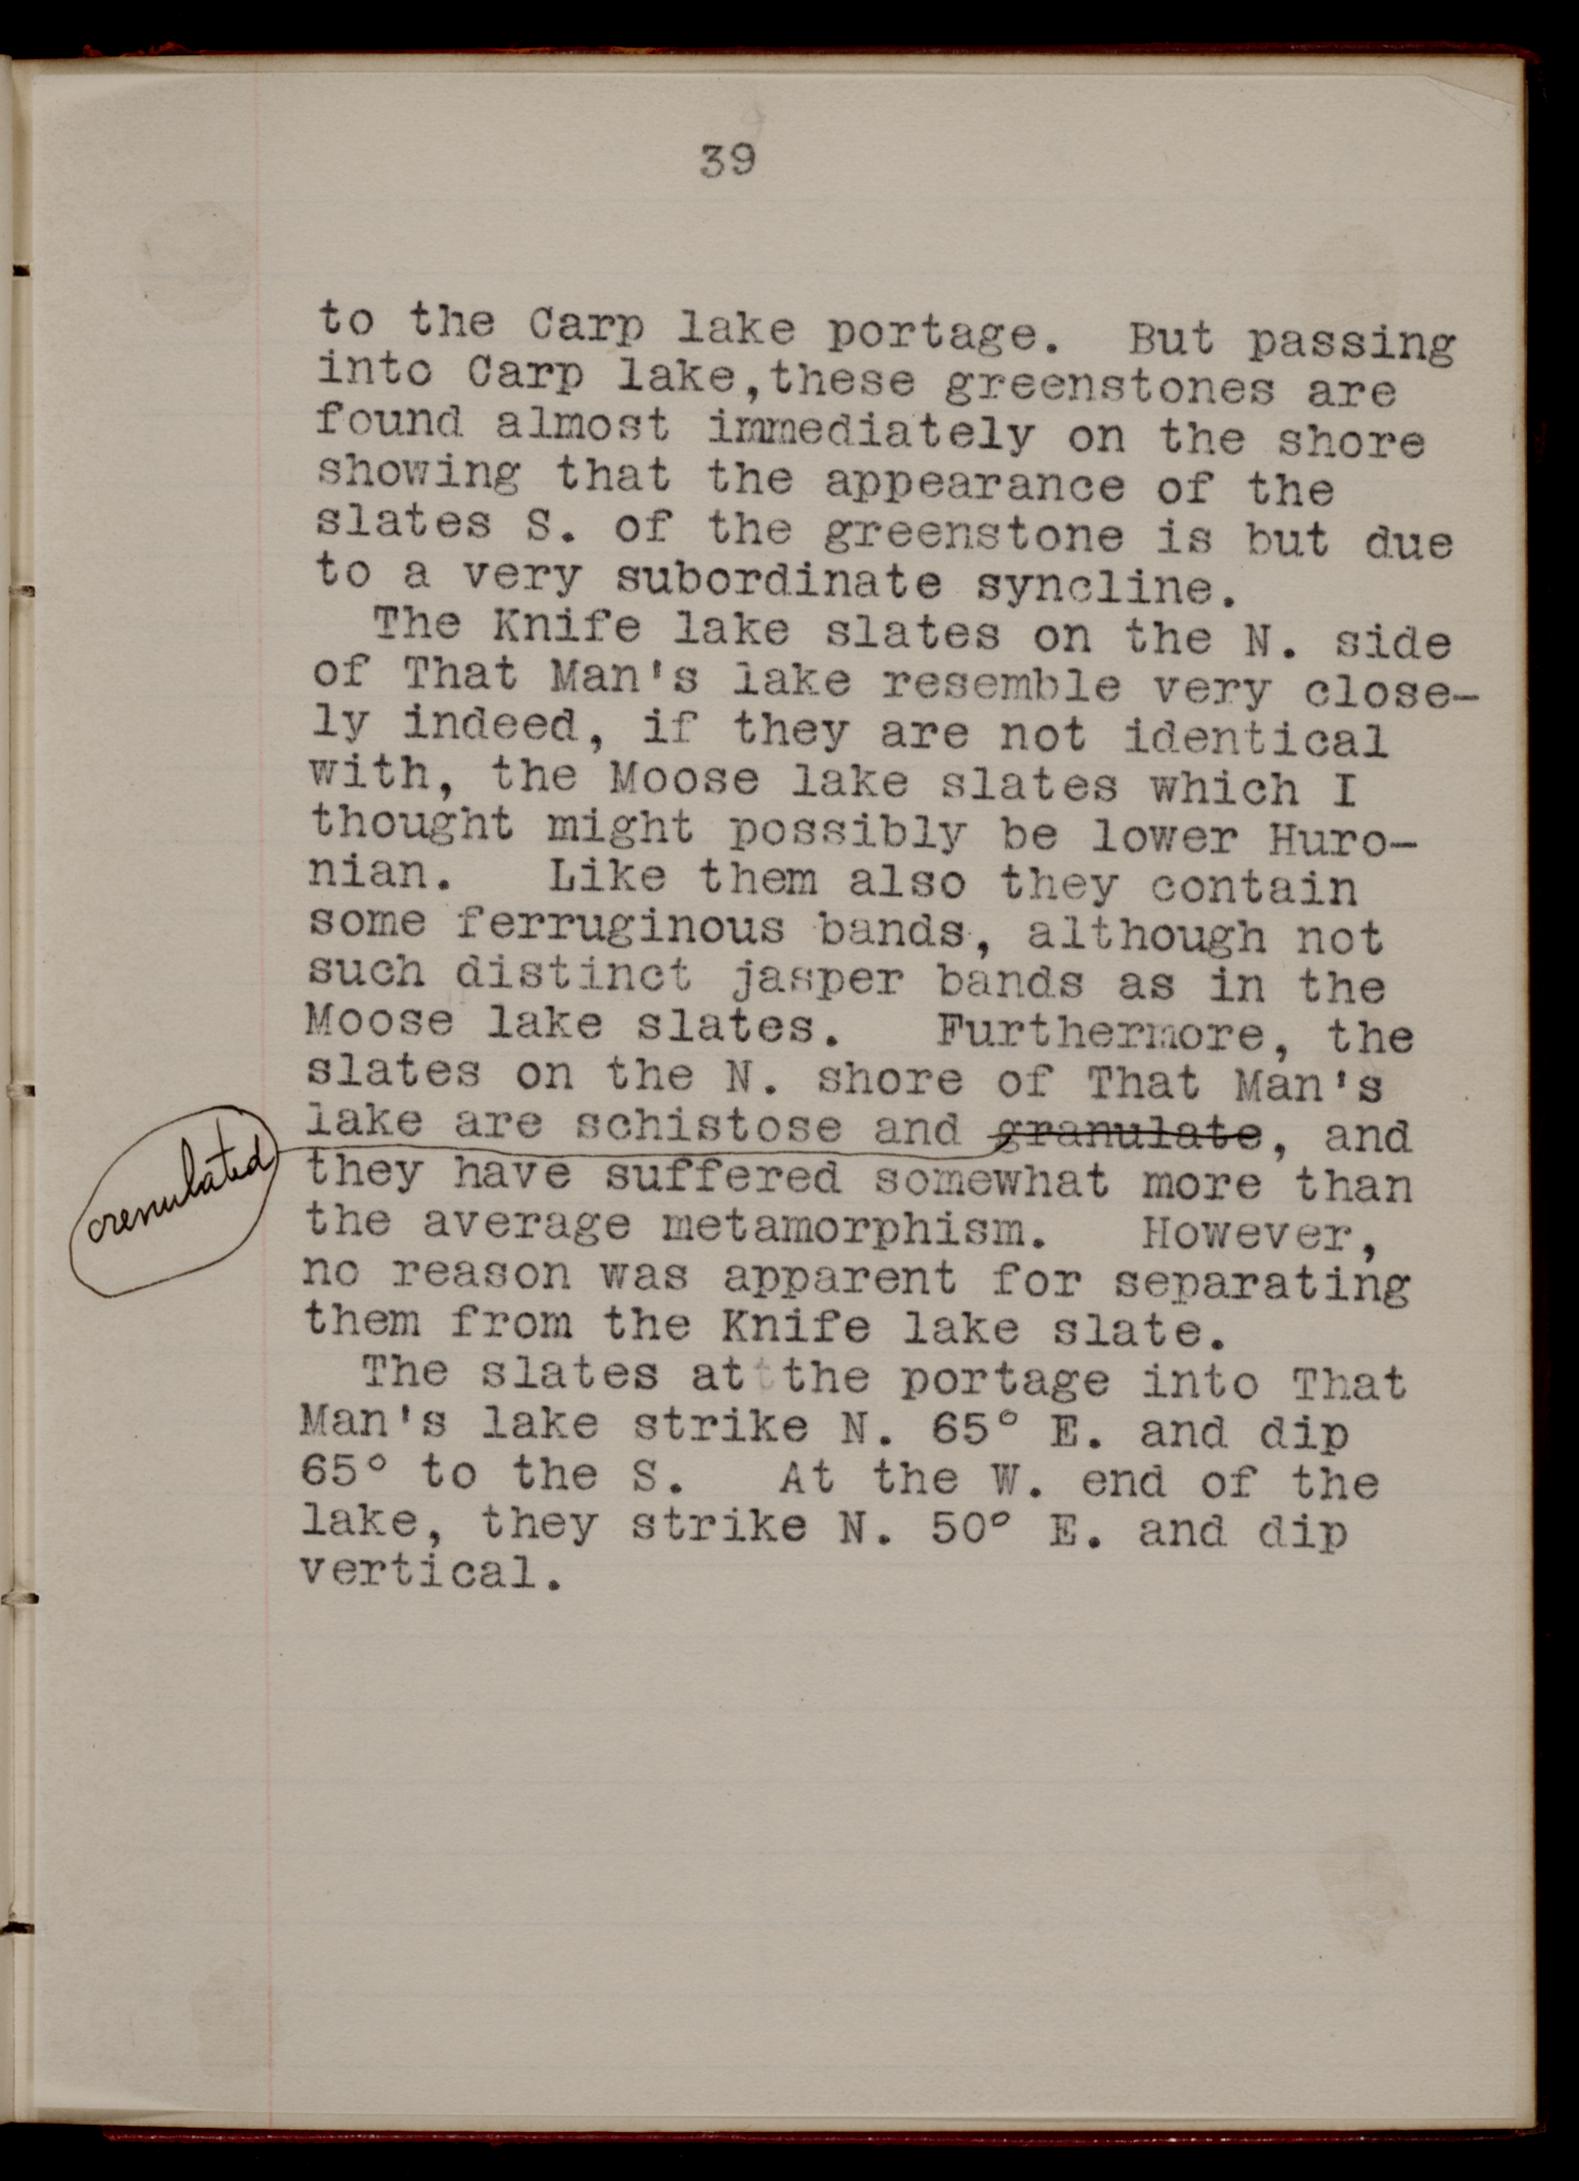 39
to the Carp lake portage. But passing
into Carp lake,these greenstones are
found almost immediately on the shore
showing that the appearance of the
slates S. of the greenstone is but due
to a very subordinate syncline.
The Knife lake slates on the N. side
of That Man's lake resemble very close-
ly indeed, if they are not identical
with, the Moose lake slates which I
thought might possibly be lower Huro-
nian. Like them also they contain
some ferruginous bands, although not
such distinct jasper bands as in the
Moose lake slates. Furthermore, the
slates on the N. shore of That Man's
lake are schistose and granulate, and
crenulated
they have suffered somewhat more than
the average metamorphism. However,
no reason was apparent for separating
them from the Knife lake slate.
The slates at the portage into That
Man's lake strike N. 65° E. and dip
65° to the S. At the W. end of the
lake, they strike N. 50° E. and dip
vertical.